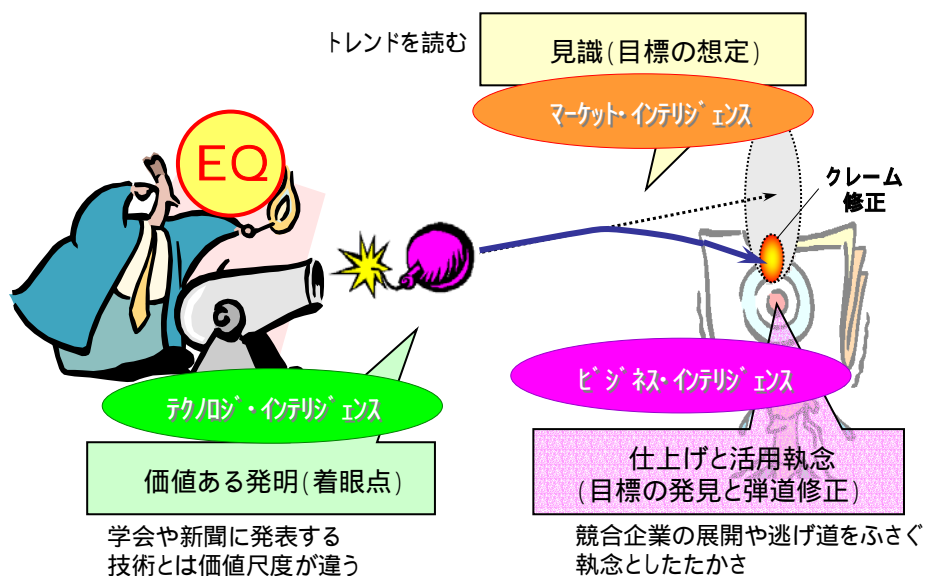 トレンドを読む
見識(目標の想定)
マーケット・インテリジェンス
EQ
クレーム
修正
ビジネス・インテリジェンス
テクノロジ・インテリジェンス
価値ある発明(着眼点)
仕上げと活用執念
(目標の発見と弾道修正)
学会や新聞に発表する
技術とは価値尺度が違う
競合企業の展開や逃げ道をふさぐ
執念としたたかさ